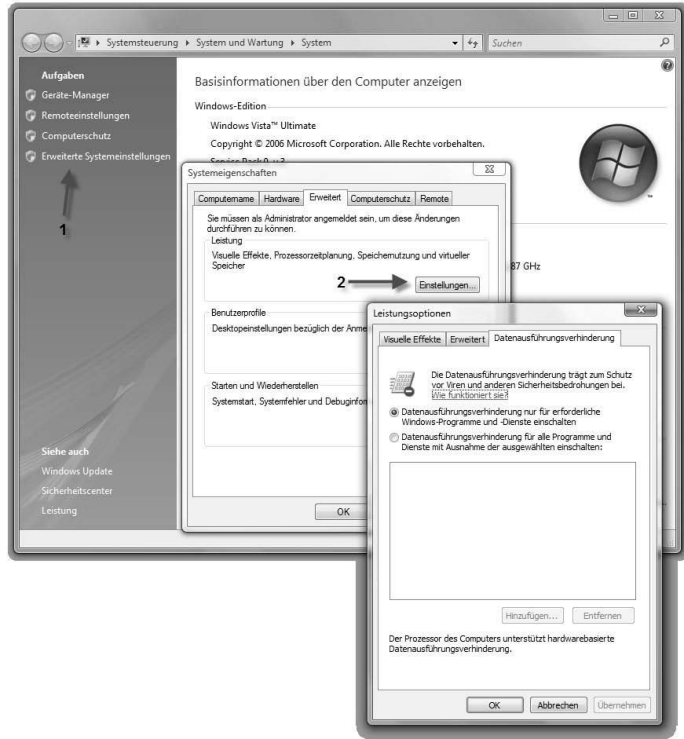 Systemsteuerung ▸ System und Wartung ▸ System
Suchen
Aufgaben
Geräte-Manager
Remoteeinstellungen
Computerschutz
Erweiterte Systemeinstellungen
1
Siehe auch
Windows Update
Sicherheitscenter
Leistung
Basisinformationen über den Computer anzeigen
Windows-Edition
Windows Vista™ Ultimate
Copyright © 2006 Microsoft Corporation. Alle Rechte vorbehalten.
Service Pack 0, v.3
87 GHz
Systemeigenschaften
Computername Hardware Erweitert Computerschutz Remote
Sie müssen als Administrator angemeldet sein, um diese Änderungen
durchführen zu können.
Leistung
Visuelle Effekte, Prozessorzeitplanung, Speichernutzung und virtueller
Speicher
2
Einstellungen...
Benutzerprofile
Desktopeinstellungen bezüglich der Anme
Starten und Wiederherstellen
Systemstart, Systemfehler und Debuginfor
OK
Leistungsoptionen
Visuelle Effekte Erweitert Datenausführungsverhinderung
Die Datenausführungsverhinderung trägt zum Schutz
vor Viren und anderen Sicherheitsbedrohungen bei.
Wie funktioniert sie?
Datenausführungsverhinderung nur für erforderliche
Windows-Programme und -Dienste einschalten
Datenausführungsverhinderung für alle Programme und
Dienste mit Ausnahme der ausgewählten einschalten:
Hinzufügen... Entfernen
Der Prozessor des Computers unterstützt hardwarebasierte
Datenausführungsverhinderung.
OK Abbrechen Übernehmen